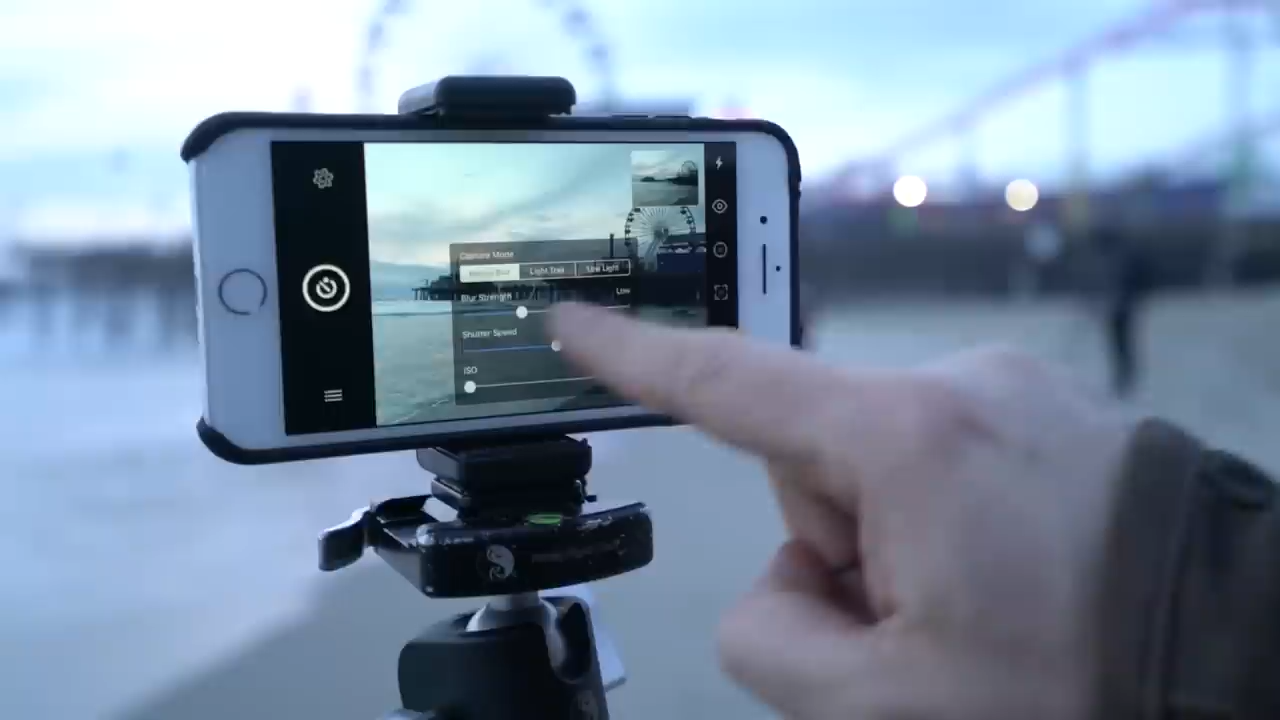 Capture Mode
Motion Blur Light Trail Low Light
Blur Strength Low
Shutter Speed
ISO